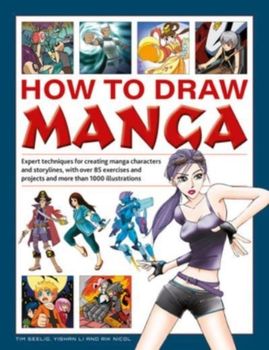 HOW TO DRAW
MANGA
Expert techniques for creating manga characters
and storylines, with over 85 exercises and
projects and more than 1000 illustrations
TIM SEELIG, YISHAN LI AND RIK NICOL